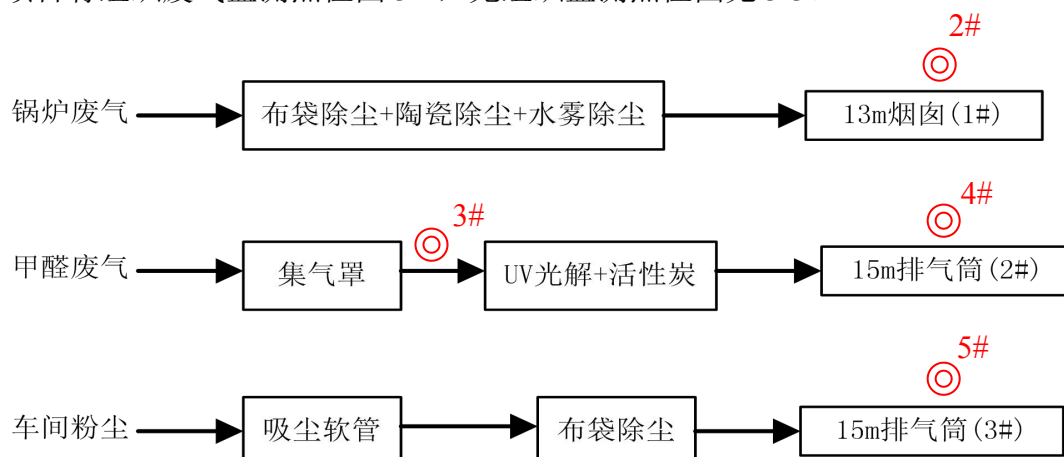 2#
锅炉废气
布袋除尘+陶瓷除尘+水雾除尘
13m烟囱(1#)
3#
4#
甲醛废气
集气罩
UV光解+活性炭
15m排气筒(2#)
5#
车间粉尘
吸尘软管
布袋除尘
15m排气筒(3#)